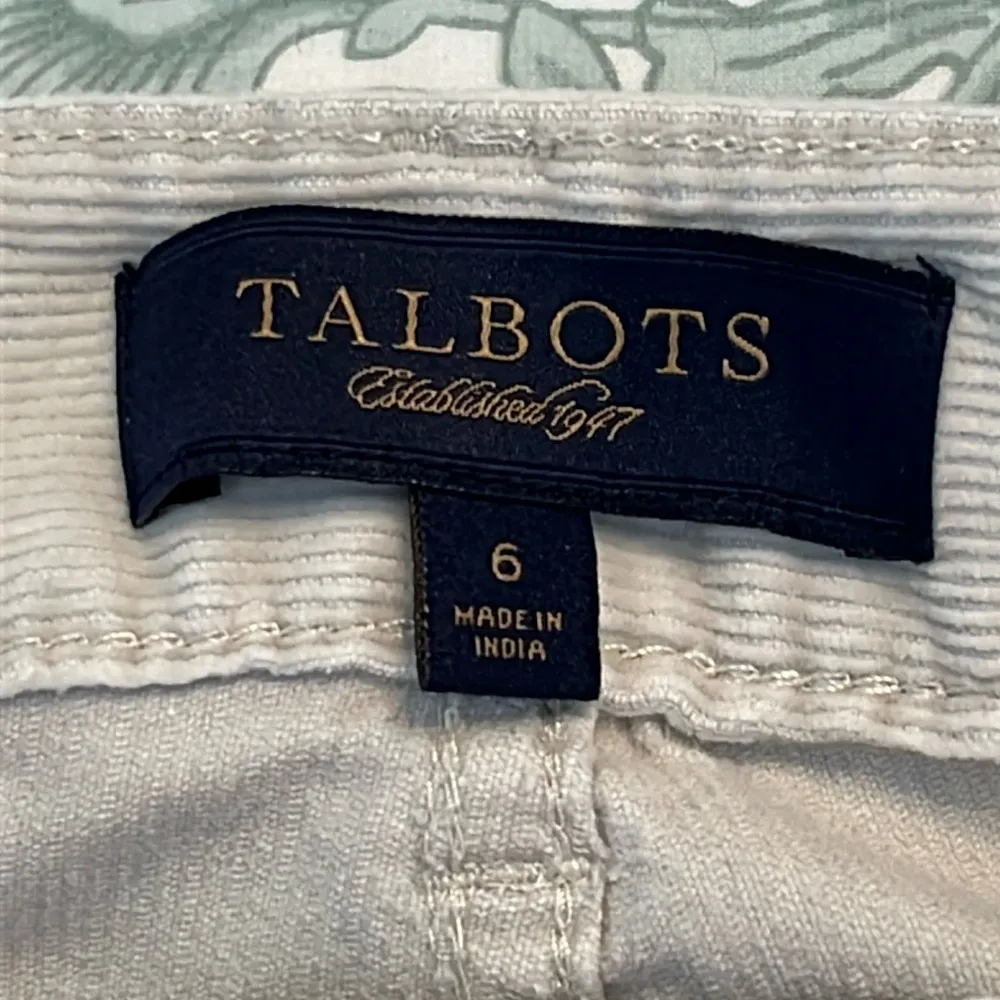 TALBOTS
Established 1947
6
MADE IN
INDIA